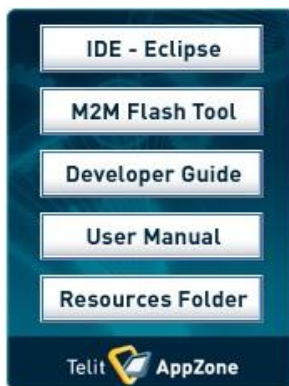 IDE - Eclipse
M2M Flash Tool
Developer Guide
User Manual
Resources Folder
Telit AppZone